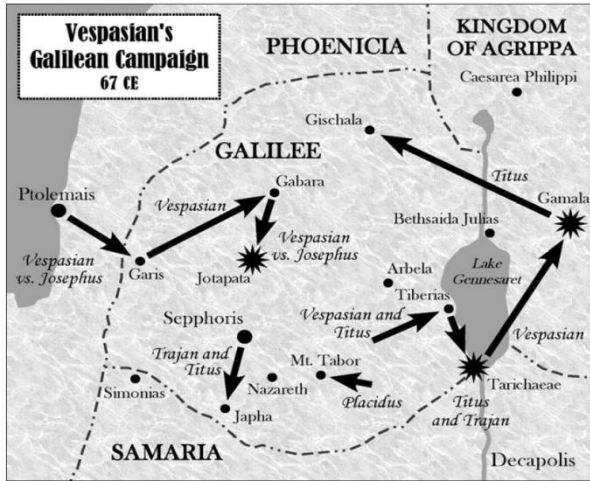 Vespasian's
Galilean Campaign
67 CE
PHOENICIA
KINGDOM
OF AGRIPPA
Caesarea Philippi
Gischala
GALILEE
Titus
Gabara
Gamala
Ptolemais
Vespasian
Bethsaida Julias
Vespasian
vs. Josephus
Garis
Jotapata
Vespasian
vs. Josephus
Arbela
Lake
Gennesaret
Tiberias
Sepphoris
Vespasian and
Titus
Vespasian
Trajan and
Titus
Mt. Tabor
Tarichaeae
Simonias
Nazareth
Placidus
Titus
and Trajan
Japha
SAMARIA
Decapolis